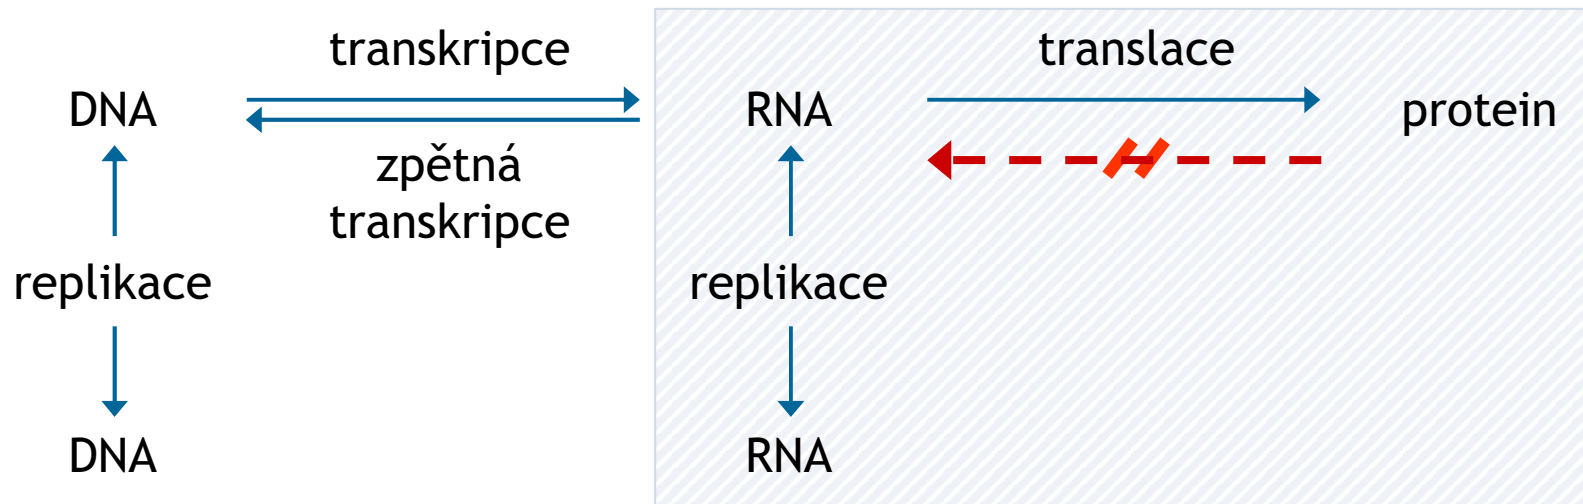 transkripce
translace
DNA
RNA
protein
zpětná
transkripce
replikace
replikace
DNA
RNA